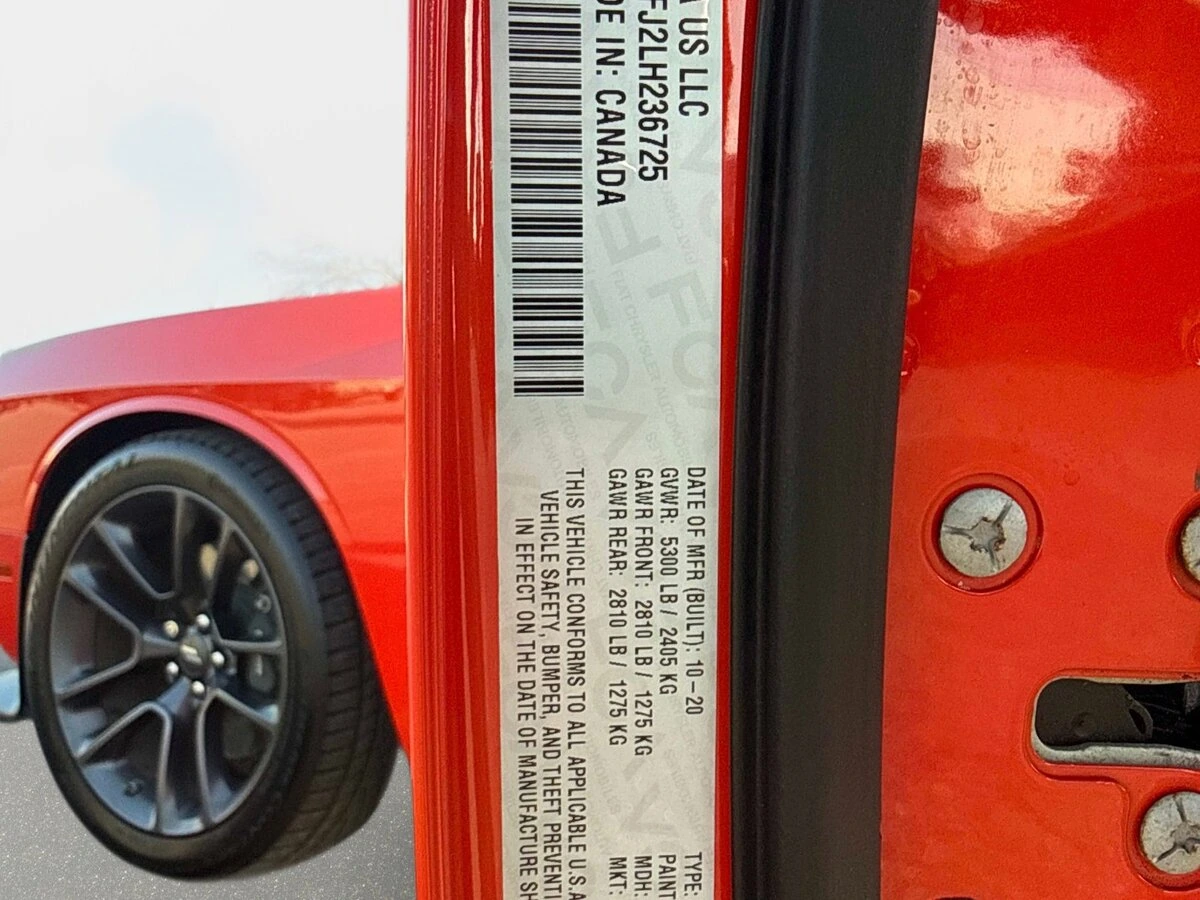 A US LLC
FJ2LH236725
DE IN: CANADA
DATE OF MFR (BUILT): 10-20
GVWR: 5300 LB / 2405 KG
GAWR FRONT: 2810 LB / 1275 KG
GAWR REAR: 2810 LB / 1275 KG
THIS VEHICLE CONFORMS TO ALL APPLICABLE U.S.A
VEHICLE SAFETY, BUMPER, AND THEFT PREVENTI
IN EFFECT ON THE DATE OF MANUFACTURE SH
TYPE:
PAINT
MDH:
MKT: